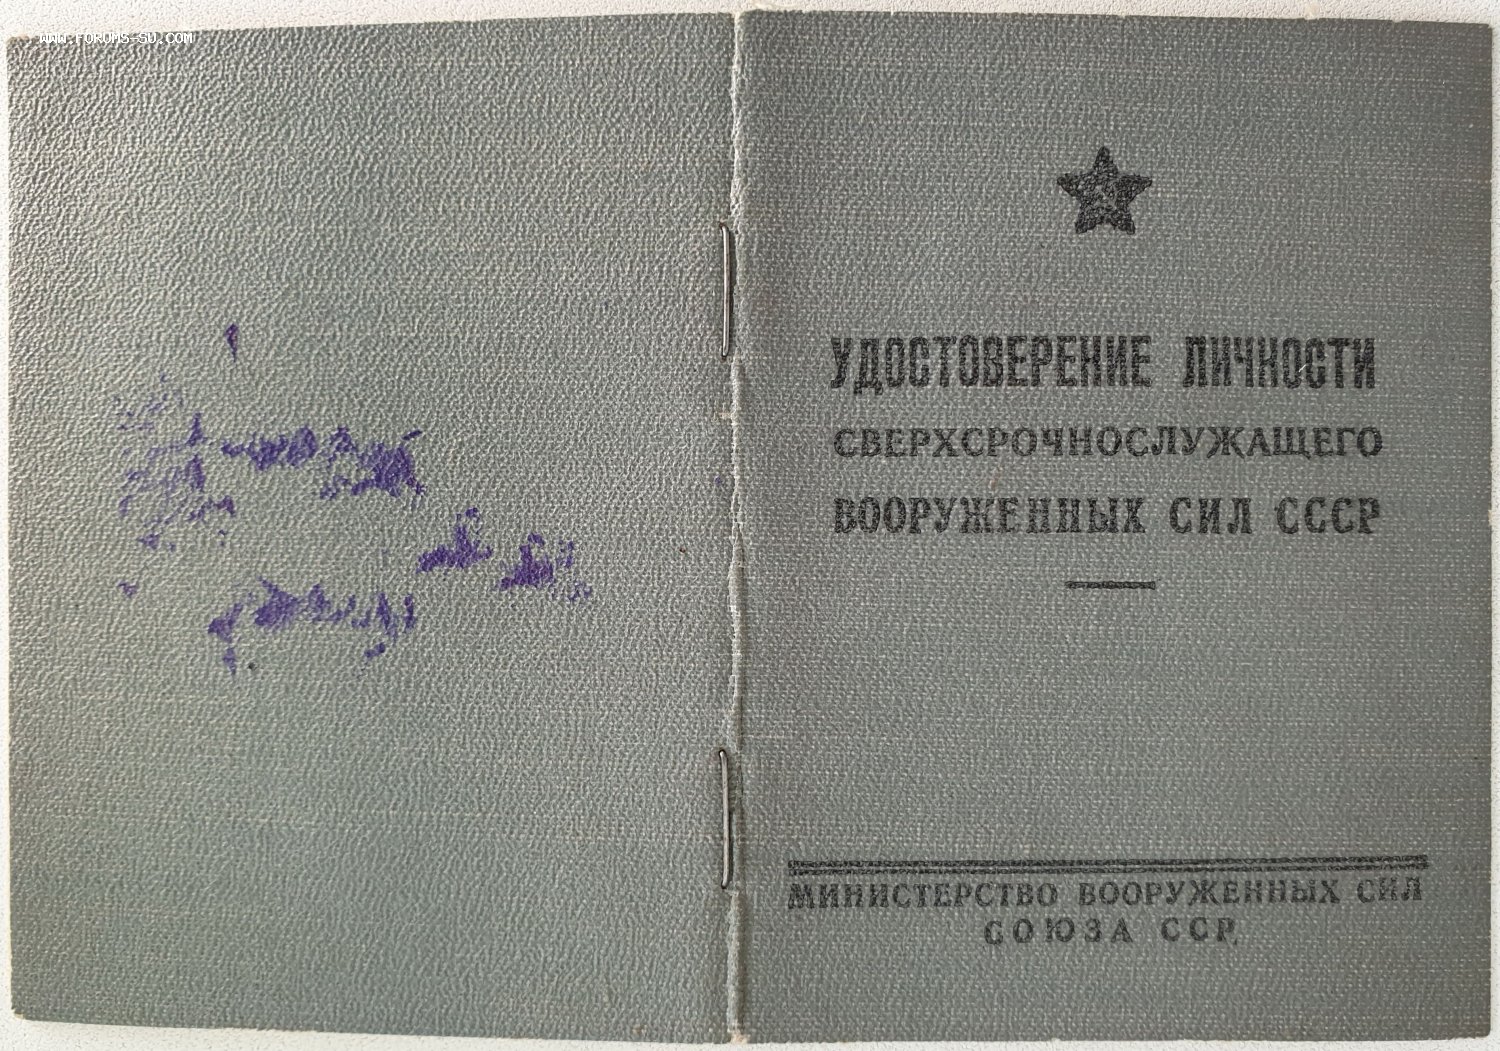 WWW.FORUMS-SU.COM
УДОСТОВЕРЕНИЕ ЛИЧНОСТИ
СВЕРХСРОЧНОСЛУЖАЩЕГО
ВООРУЖЕННЫХ СИЛ СССР
МИНИСТЕРСТВО ВООРУЖЕННЫХ СИЛ
СОЮЗА ССР